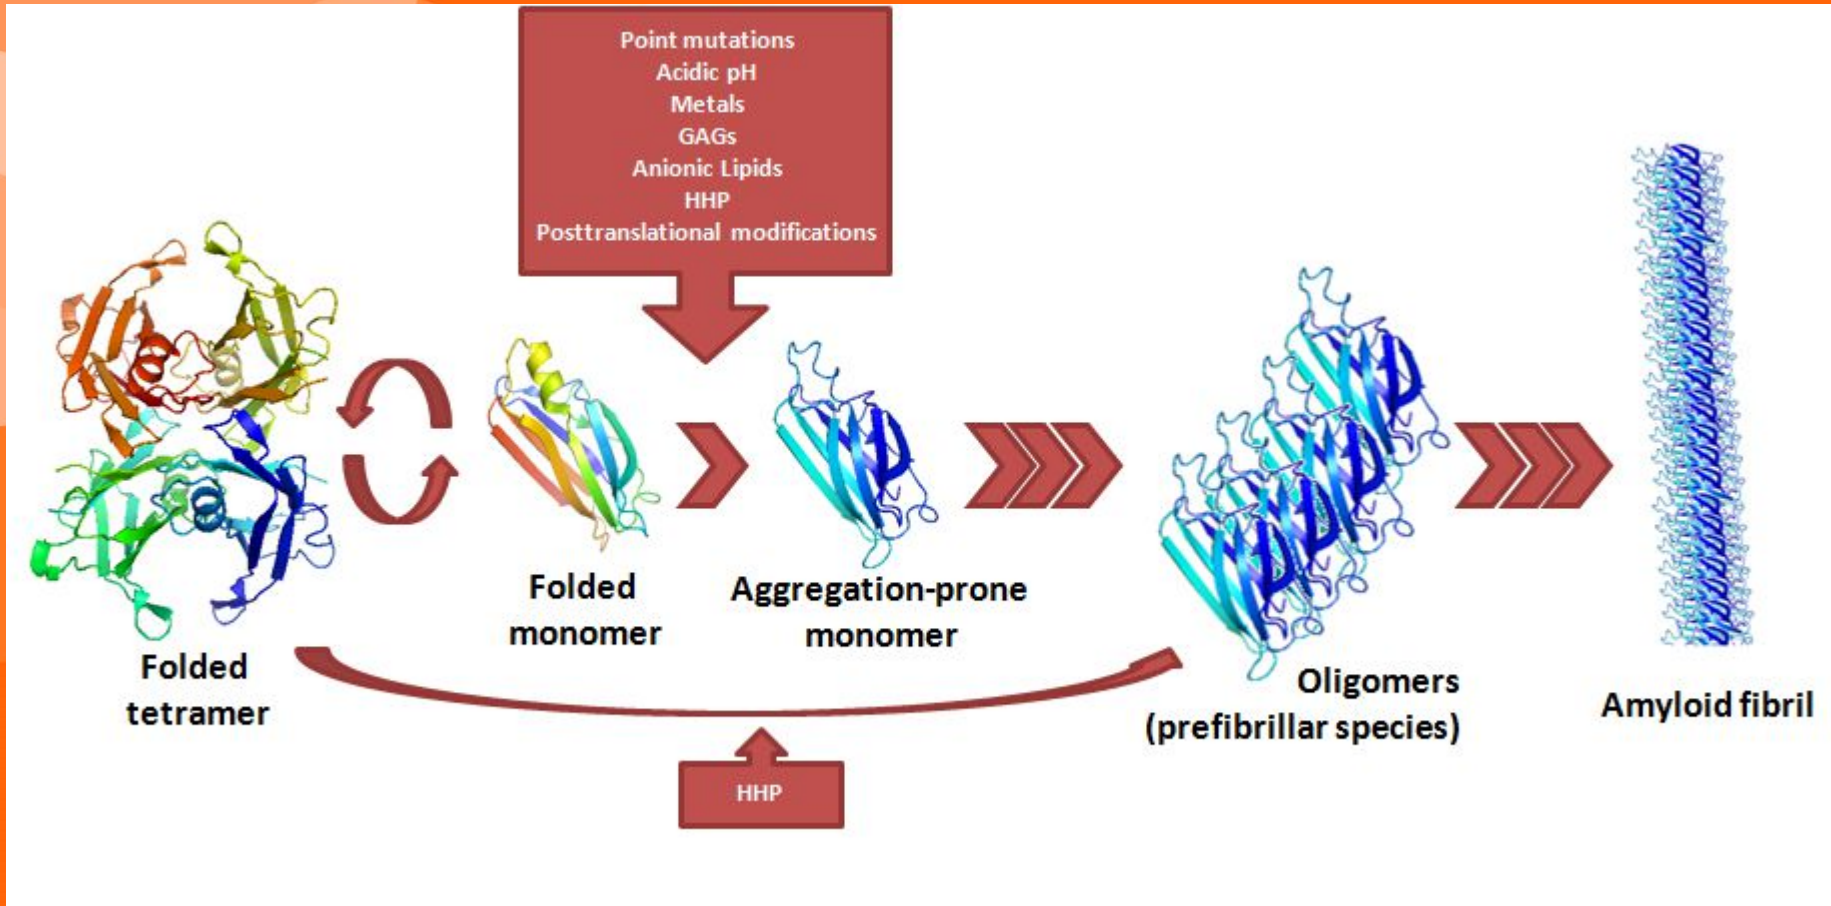 Point mutations
Acidic pH
Metals
GAGs
Anionic Lipids
HHP
Posttranslational modifications
Folded
tetramer
Folded
monomer
Aggregation-prone
monomer
Oligomers
(prefibrillar species)
Amyloid fibril
HHP